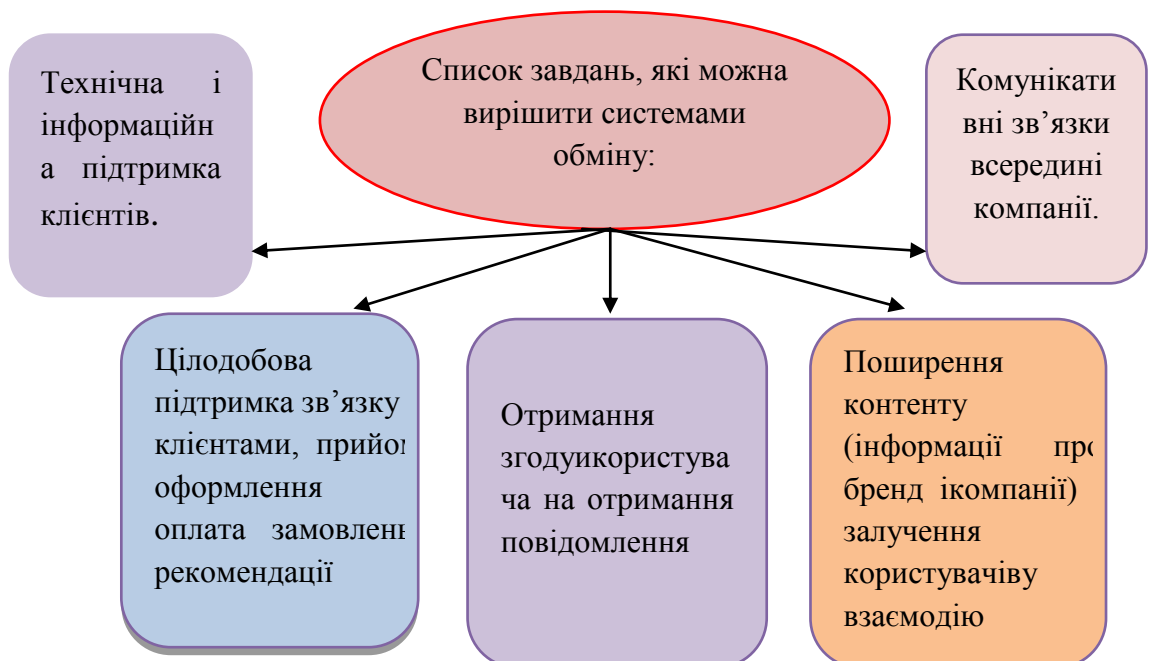 Список завдань, які можна
вирішити системами
обміну:
Технічна і
інформаційн
а підтримка
клієнтів.
Комунікати
вні зв’язки
всередині
компанії.
Цілодобова
підтримка зв’язку
клієнтами,
оформлення
оплата
рекомендації
Отримання
згодуикористува
ча на отримання
повідомлення
Поширення
контенту
(інформації
бренд ікомпанії)
залучення
користувачіву
взаємодію